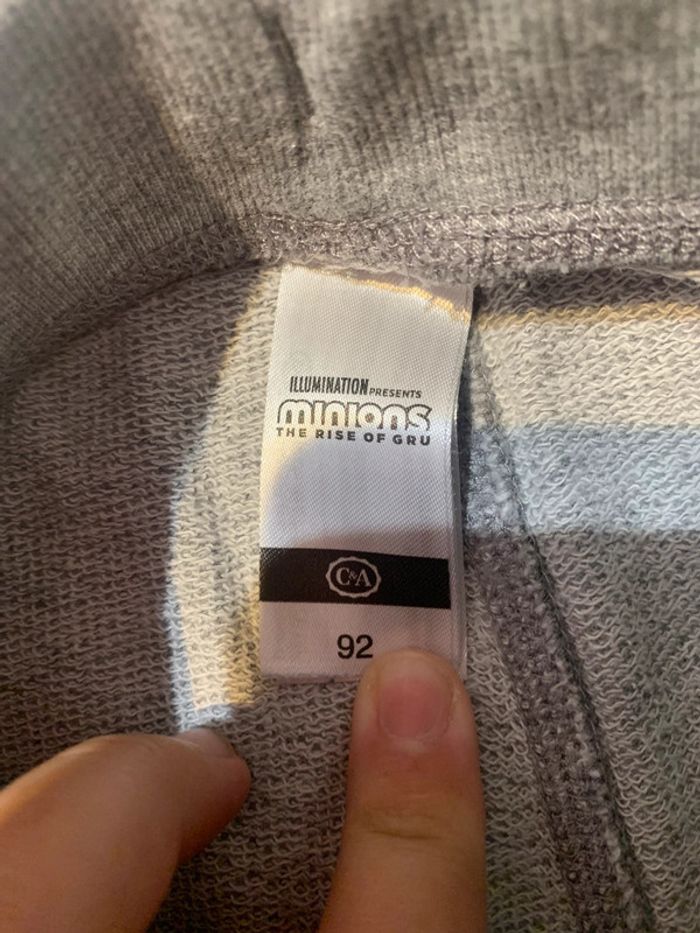 ILLUMINATION PRESENTS
minions
THE RISE OF GRU
C&A
92